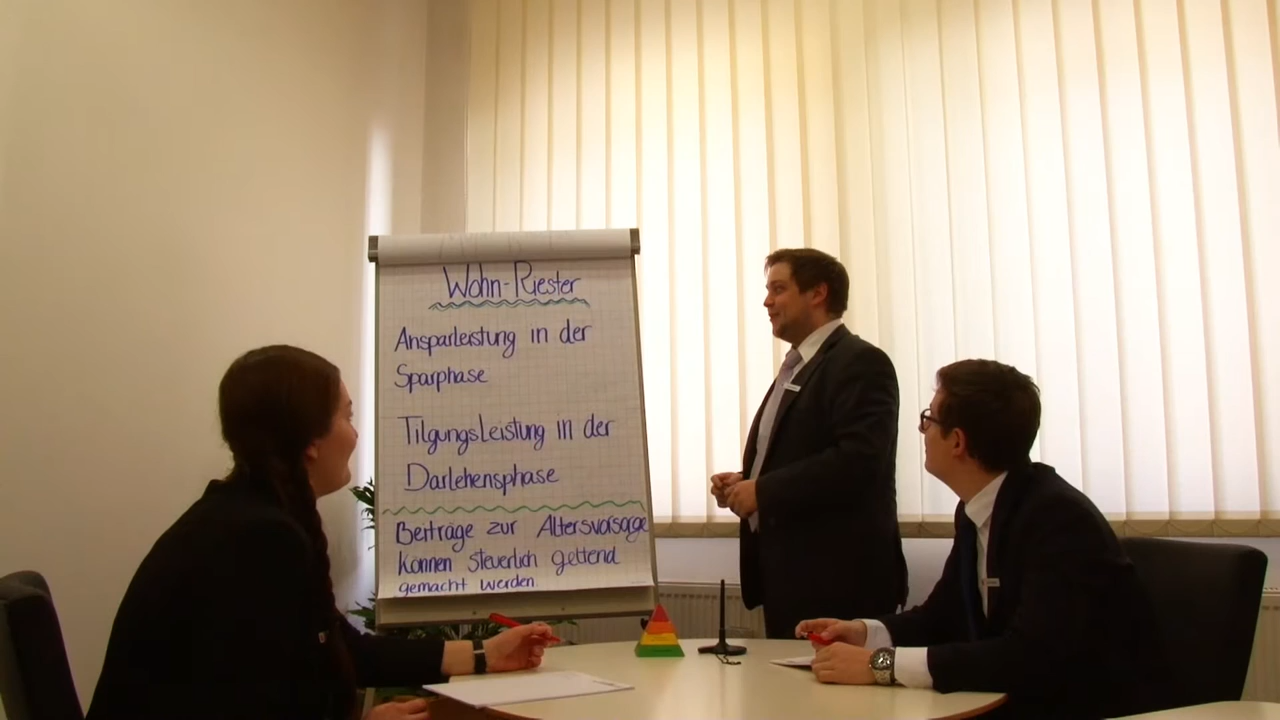 Wohn-Riester
Ansparleistung in der
Sparphase
TilgungsLeistung in der
Darlehensphase
Beiträge zur Altersvorsorge
können steuerlich geltend
gemacht werden.